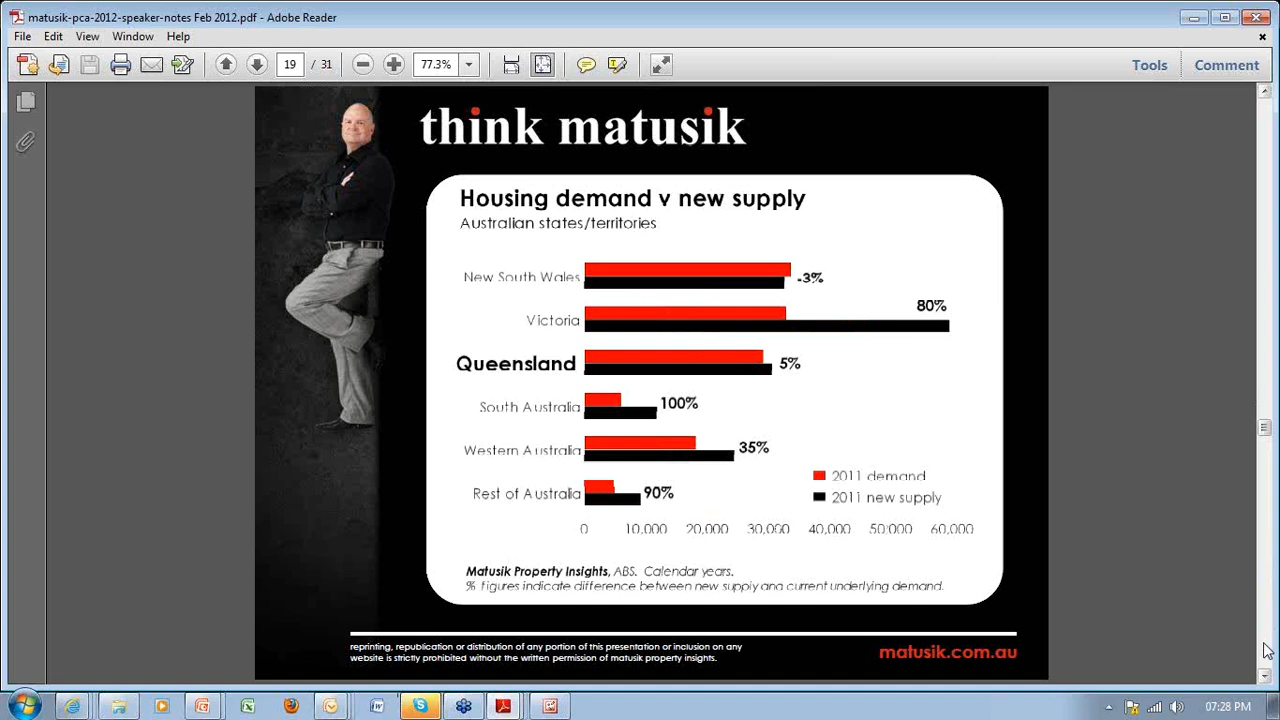 matusik-pca-2012-speaker-notes Feb 2012.pdf - Adobe Reader
File Edit View Window Help
19 / 31 77.3% Tools Comment
think matusik
Housing demand v new supply
Australian states/territories
New South Wales -3%
Victoria 80%
Queensland 5%
South Australia 100%
Western Australia 35%
Rest of Australia 90%
2011 demand
2011 new supply
0 10,000 20,000 30,000 40,000 50,000 60,000
Matusik Property Insights, ABS. Calendar years.
% figures indicate difference between new supply and current underlying demand.
reprinting, republication or distribution of any portion of this presentation or inclusion on any
website is strictly prohibited without the written permission of matusik property insights.
matusik.com.au
07:28 PM